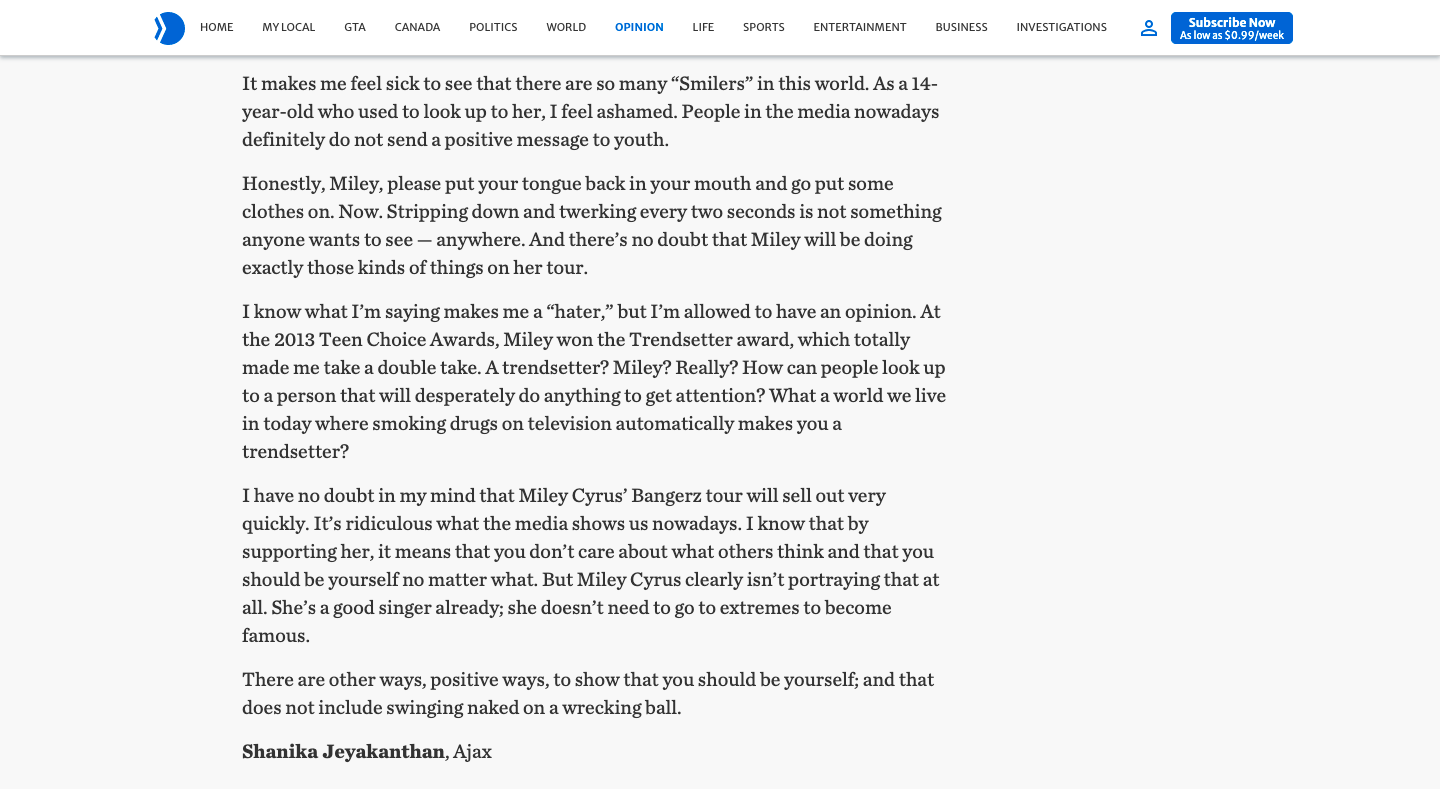 HOME MY LOCAL GTA CANADA POLITICS WORLD OPINION LIFE SPORTS ENTERTAINMENT BUSINESS INVESTIGATIONS Subscribe Now
As low as $0.99/week
It makes me feel sick to see that there are so many “Smilers” in this world. As a 14-
year-old who used to look up to her, I feel ashamed. People in the media nowadays
definitely do not send a positive message to youth.
Honestly, Miley, please put your tongue back in your mouth and go put some
clothes on. Now. Stripping down and twerking every two seconds is not something
anyone wants to see — anywhere. And there’s no doubt that Miley will be doing
exactly those kinds of things on her tour.
I know what I’m saying makes me a “hater,” but I’m allowed to have an opinion. At
the 2013 Teen Choice Awards, Miley won the Trendsetter award, which totally
made me take a double take. A trendsetter? Miley? Really? How can people look up
to a person that will desperately do anything to get attention? What a world we live
in today where smoking drugs on television automatically makes you a
trendsetter?
I have no doubt in my mind that Miley Cyrus’ Bangerz tour will sell out very
quickly. It’s ridiculous what the media shows us nowadays. I know that by
supporting her, it means that you don’t care about what others think and that you
should be yourself no matter what. But Miley Cyrus clearly isn’t portraying that at
all. She’s a good singer already; she doesn’t need to go to extremes to become
famous.
There are other ways, positive ways, to show that you should be yourself; and that
does not include swinging naked on a wrecking ball.
Shanika Jeyakanthan, Ajax